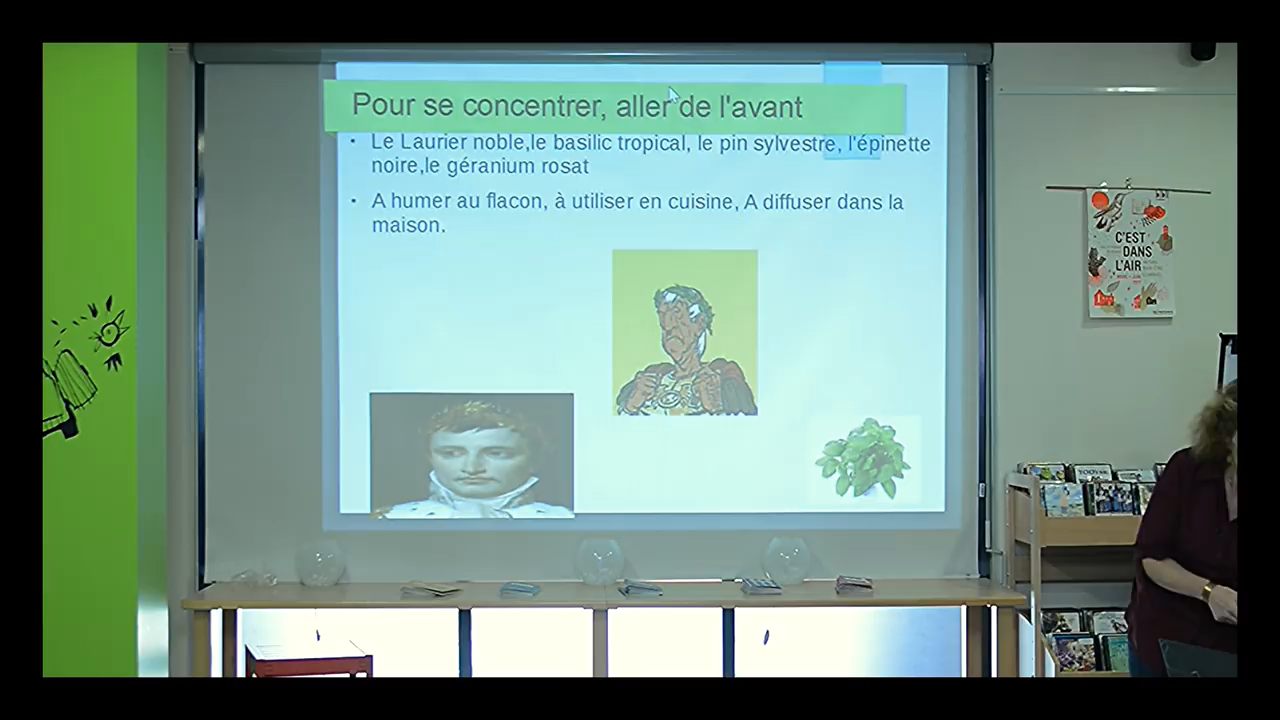 Pour se concentrer, aller de l'avant
• Le Laurier noble,le basilic tropical, le pin sylvestre, l'épinette
noire,le géranium rosat
• A humer au flacon, à utiliser en cuisine, A diffuser dans la
maison.
C'EST
DANS
L'AIR